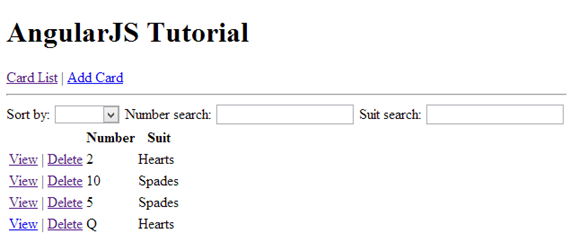 AngularJS Tutorial
Card List | Add Card
Sort by: Number search: Suit search:
Number Suit
View | Delete 2 Hearts
View | Delete 10 Spades
View | Delete 5 Spades
View | Delete Q Hearts